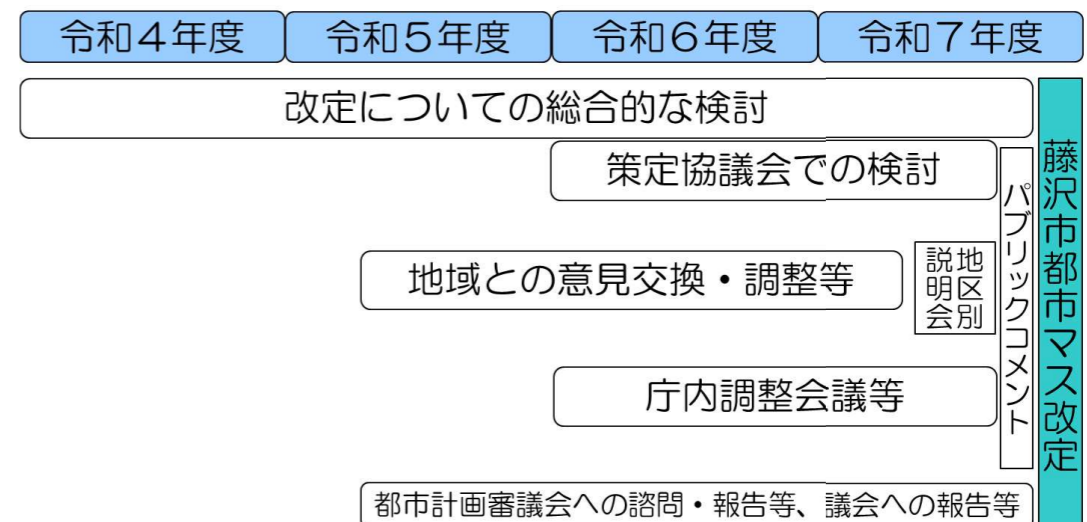 令和４年度 令和５年度 令和６年度 令和７年度
改定についての総合的な検討
策定協議会での検討
地域との意見交換・調整等
地区別
説明会
庁内調整会議等
都市計画審議会への諮問・報告等、議会への報告等
パブリックコメント
藤沢市都市マス改定